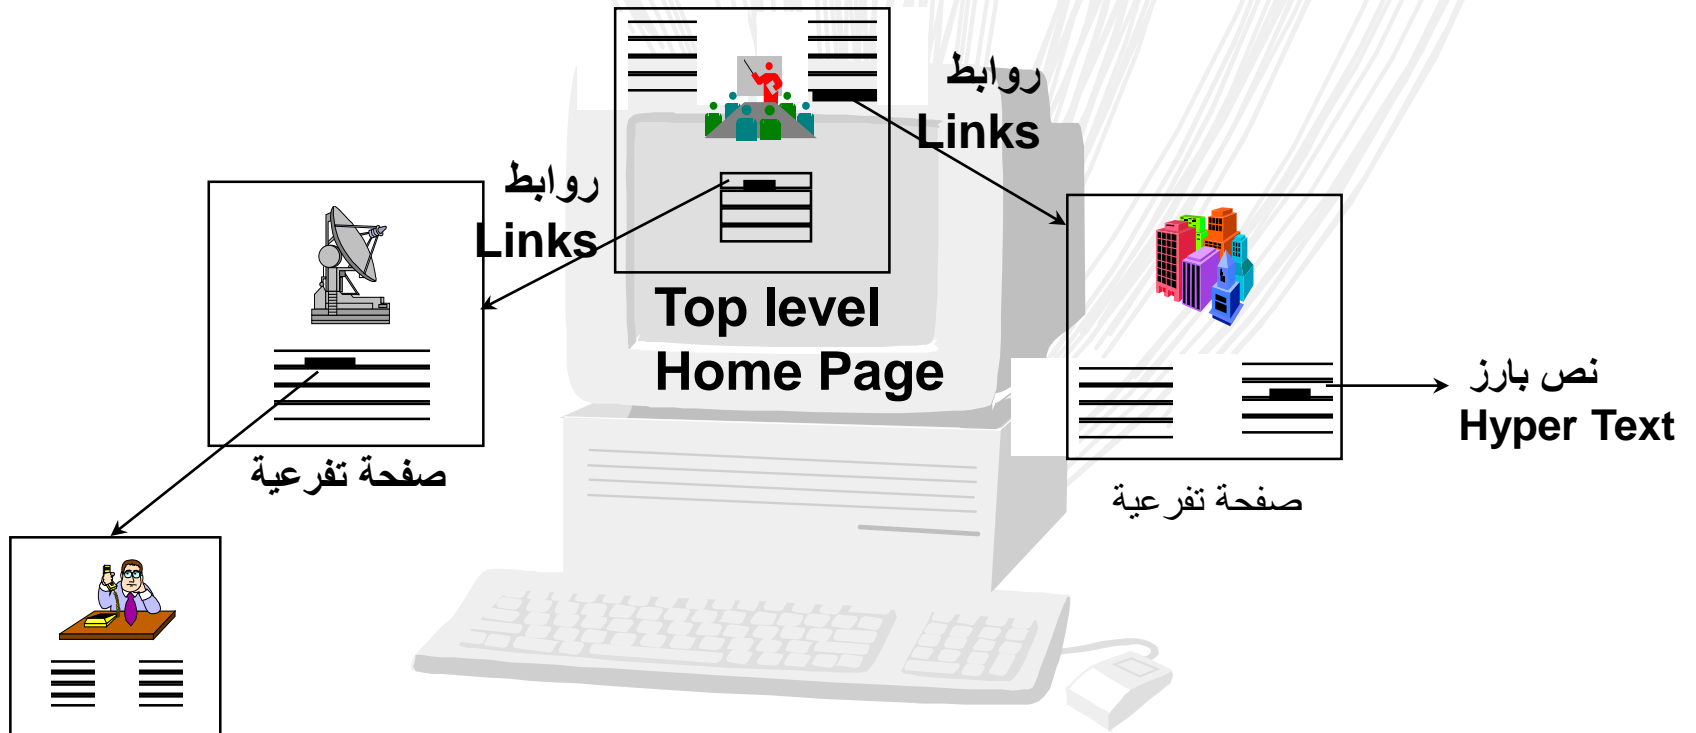 روابط
Links
روابط
Links
Top level
Home Page
نص بارز
Hyper Text
صفحة تفرعية
صفحة تفرعية